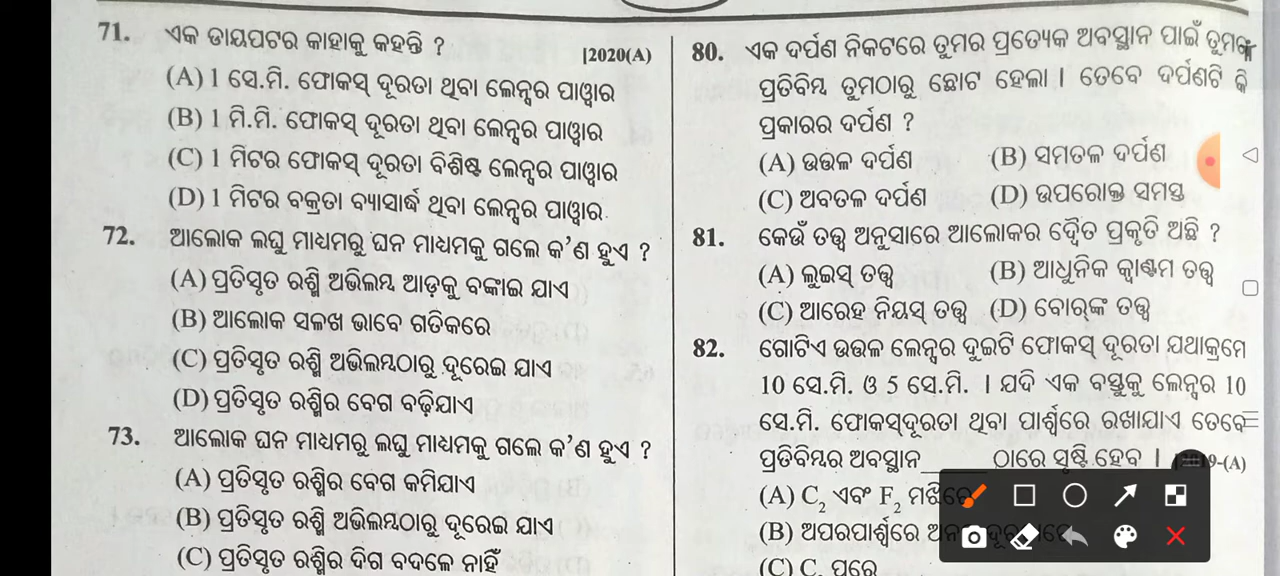 71. ଏକ ଡାୟପଟର କାହାକୁ କହନ୍ତି ?
[2020(A)
(A) 1 ସେ.ମି. ଫୋକସ୍ ଦୂରତା ଥିବା ଲେନ୍ସର ପାୱାର
(B) 1 ମି.ମି. ଫୋକସ୍ ଦୂରତା ଥିବା ଲେନ୍ସର ପାୱାର
(C) 1 ମିଟର ଫୋକସ୍ ଦୂରତା ବିଶିଷ୍ଟ ଲେନ୍ସର ପାୱାର
(D) 1 ମିଟର ବକ୍ରତା ବ୍ୟାସାର୍ଦ୍ଧ ଥିବା ଲେନ୍ସର ପାୱାର
72. ଆଲୋକ ଲଘୁ ମାଧ୍ୟମରୁ ଘନ ମାଧ୍ୟମକୁ ଗଲେ କ'ଣ ହୁଏ ?
(A) ପ୍ରତିସୃତ ରଶ୍ମି ଅଭିଲମ୍ବ ଆଡ଼କୁ ବଙ୍କାଇ ଯାଏ
(B) ଆଲୋକ ସଳଖ ଭାବେ ଗତିକରେ
(C) ପ୍ରତିସୃତ ରଶ୍ମି ଅଭିଲମ୍ବଠାରୁ ଦୂରେଇ ଯାଏ
(D) ପ୍ରତିସୃତ ରଶ୍ମିର ବେଗ ବଢ଼ିଯାଏ
73. ଆଲୋକ ଘନ ମାଧ୍ୟମରୁ ଲଘୁ ମାଧ୍ୟମକୁ ଗଲେ କ'ଣ ହୁଏ ?
(A) ପ୍ରତିସୃତ ରଶ୍ମିର ବେଗ କମିଯାଏ
(B) ପ୍ରତିସୃତ ରଶ୍ମି ଅଭିଲମ୍ବଠାରୁ ଦୂରେଇ ଯାଏ
(C) ପ୍ରତିସୃତ ରଶ୍ମିର ଦିଗ ବଦଳେ ନାହିଁ
80. ଏକ ଦର୍ପଣ ନିକଟରେ ତୁମର ପ୍ରତ୍ୟେକ ଅବସ୍ଥାନ ପାଇଁ ତୁମର
ପ୍ରତିବିମ୍ବ ତୁମଠାରୁ ଛୋଟ ହେଲା । ତେବେ ଦର୍ପଣଟି କି
ପ୍ରକାରର ଦର୍ପଣ ?
(A) ଉତ୍ତଳ ଦର୍ପଣ (B) ସମତଳ ଦର୍ପଣ
(C) ଅବତଳ ଦର୍ପଣ (D) ଉପରୋକ୍ତ ସମସ୍ତ
81. କେଉଁ ତତ୍ତ୍ୱ ଅନୁସାରେ ଆଲୋକର ଦ୍ୱୈତ ପ୍ରକୃତି ଅଛି ?
(A) ଲୁଇସ୍ ତତ୍ତ୍ୱ (B) ଆଧୁନିକ କ୍ୱାଣ୍ଟମ ତତ୍ତ୍ୱ
(C) ଆରେହ ନିୟସ୍ ତତ୍ତ୍ୱ (D) ବୋର୍‌ଙ୍କ ତତ୍ତ୍ୱ
82. ଗୋଟିଏ ଉତ୍ତଳ ଲେନ୍ସର ଦୁଇଟି ଫୋକସ୍ ଦୂରତା ଯଥାକ୍ରମେ
10 ସେ.ମି. ଓ 5 ସେ.ମି. । ଯଦି ଏକ ବସ୍ତୁକୁ ଲେନ୍ସର 10
ସେ.ମି. ଫୋକସ୍‌ଦୂରତା ଥିବା ପାର୍ଶ୍ୱରେ ରଖାଯାଏ ତେବେ
ପ୍ରତିବିମ୍ବର ଅବସ୍ଥାନ_____ ଠାରେ ସୃଷ୍ଟି ହେବ । [2019-(A)
(A) C₂ ଏବଂ F₂ ମଝିରେ
(B) ଅପରପାର୍ଶ୍ୱରେ
(C) C ପରେ